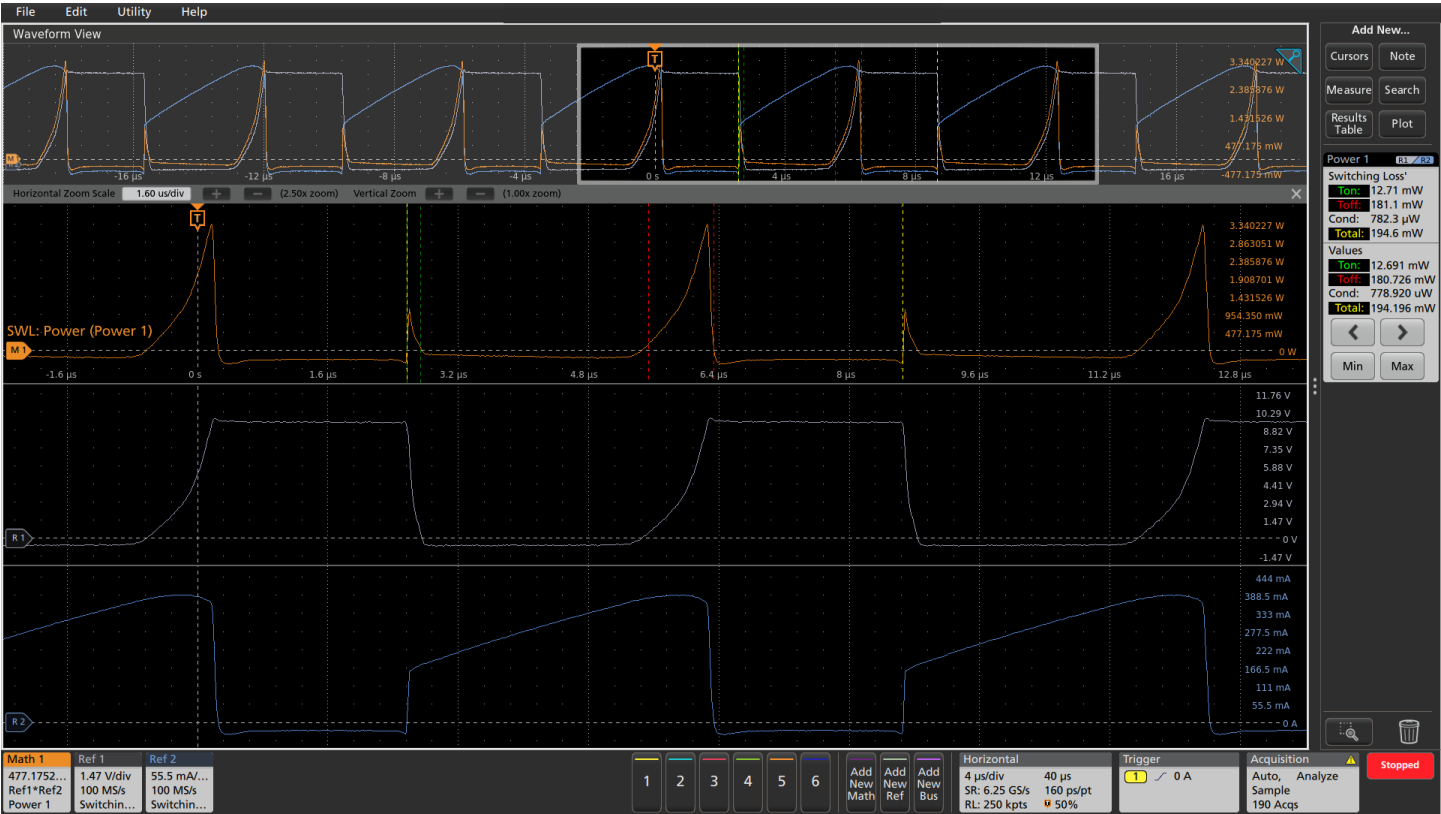 File Edit Utility Help
Waveform View
Add New...
Cursors Note
Measure Search
Results Table Plot
T
3.340227 W
2.385876 W
1.431526 W
477.175 mW
-477.175 mW
M
-16 µs -12 µs -8 µs -4 µs 0 s 4 µs 8 µs 12 µs 16 µs
Horizontal Zoom Scale 1.60 us/div + − (2.50x zoom) Vertical Zoom + − (1.00x zoom)
T
3.340227 W
2.863051 W
2.385876 W
1.908701 W
1.431526 W
954.350 mW
477.175 mW
0 W
SWL: Power (Power 1)
M 1
-1.6 µs 0 s 1.6 µs 3.2 µs 4.8 µs 6.4 µs 8 µs 9.6 µs 11.2 µs 12.8 µs
11.76 V
10.29 V
8.82 V
7.35 V
5.88 V
4.41 V
2.94 V
1.47 V
0 V
-1.47 V
R 1
444 mA
388.5 mA
333 mA
277.5 mA
222 mA
166.5 mA
111 mA
55.5 mA
0 A
R 2
Power 1 R1 R2
Switching Loss'
Ton: 12.71 mW
Toff: 181.1 mW
Cond: 782.3 µW
Total: 194.6 mW
Values
Ton: 12.691 mW
Toff: 180.726 mW
Cond: 778.920 uW
Total: 194.196 mW
Min Max
Math 1
477.1752...
Ref1*Ref2
Power 1
Ref 1
1.47 V/div
100 MS/s
Switchin...
Ref 2
55.5 mA/...
100 MS/s
Switchin...
1 2 3 4 5 6
Add New Math
Add New Ref
Add New Bus
Horizontal
4 µs/div 40 µs
SR: 6.25 GS/s 160 ps/pt
RL: 250 kpts 50%
Trigger
1 0 A
Acquisition
Auto, Analyze
Sample
190 Acqs
Stopped